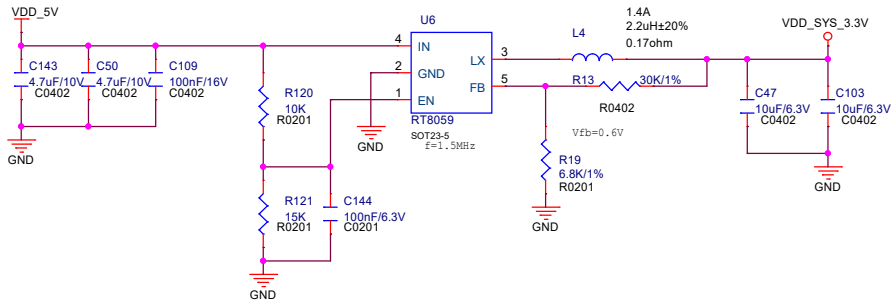 VDD_5V
C143
4.7uF/10V
C0402
C50
4.7uF/10V
C0402
C109
100nF/16V
C0402
GND
R120
10K
R0201
R121
15K
R0201
C144
100nF/6.3V
C0201
GND
U6
4
IN
2
GND
1
EN
LX
3
FB
5
RT8059
SOT23-5
f=1.5MHz
GND
L4
1.4A
2.2uH±20%
0.17ohm
R13
30K/1%
R0402
Vfb=0.6V
R19
6.8K/1%
R0201
GND
VDD_SYS_3.3V
C47
10uF/6.3V
C0402
C103
10uF/6.3V
C0402
GND